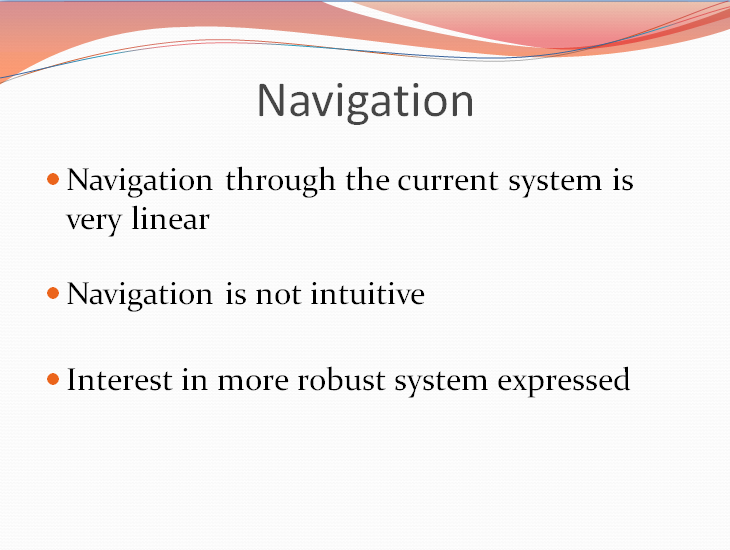 Navigation
Navigation through the current system is
very linear
Navigation is not intuitive
Interest in more robust system expressed